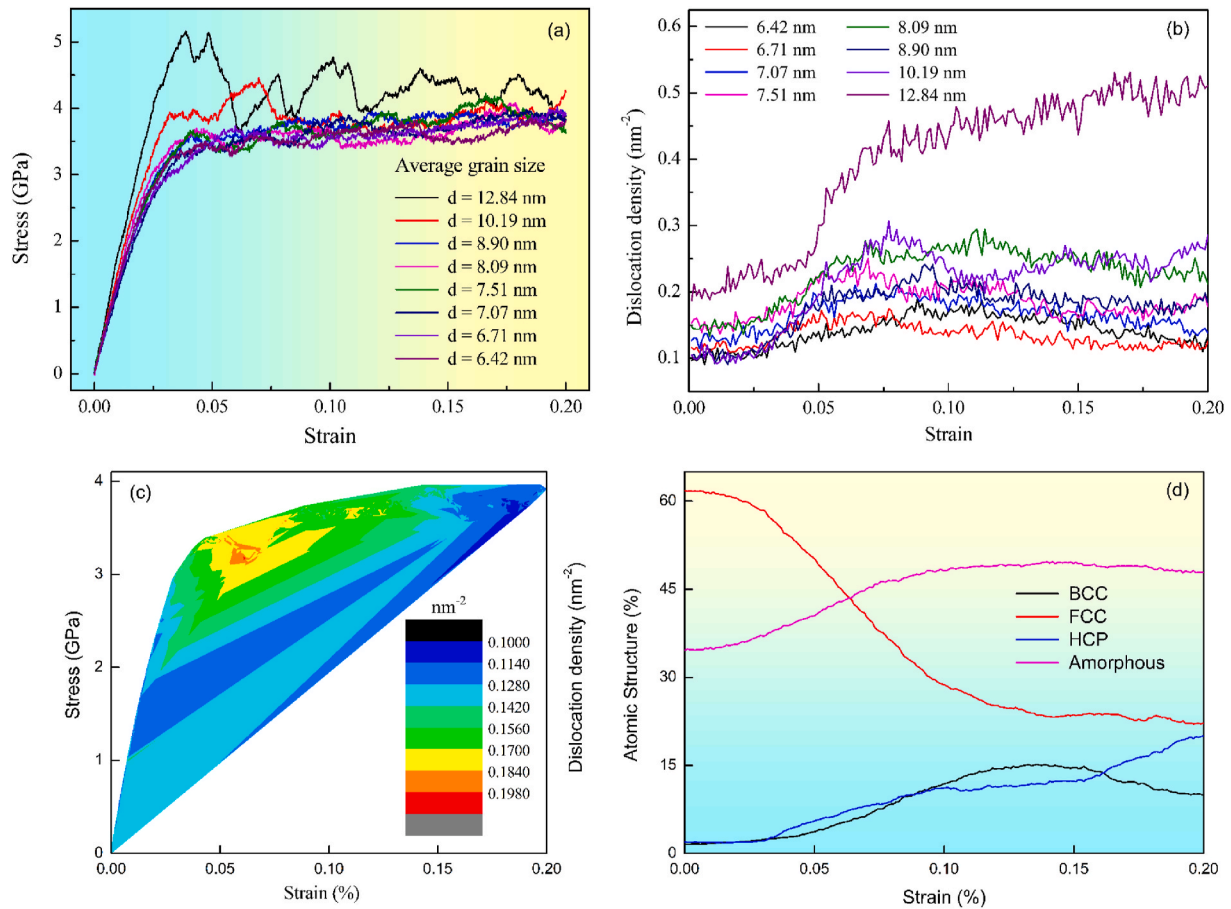 (a)
5
4
3
2
1
0
Stress (GPa)
Average grain size
d = 12.84 nm
d = 10.19 nm
d = 8.90 nm
d = 8.09 nm
d = 7.51 nm
d = 7.07 nm
d = 6.71 nm
d = 6.42 nm
0.00 0.05 0.10 0.15 0.20
Strain
(b)
0.6
0.5
0.4
0.3
0.2
0.1
Dislocation density (nm⁻²)
6.42 nm 8.09 nm
6.71 nm 8.90 nm
7.07 nm 10.19 nm
7.51 nm 12.84 nm
0.00 0.05 0.10 0.15 0.20
Strain
(c)
4
3
2
1
0
Stress (GPa)
nm⁻²
0.1000
0.1140
0.1280
0.1420
0.1560
0.1700
0.1840
0.1980
Dislocation density (nm⁻²)
0.00 0.05 0.10 0.15 0.20
Strain (%)
(d)
60
45
30
15
0
Atomic Structure (%)
BCC
FCC
HCP
Amorphous
0.00 0.05 0.10 0.15 0.20
Strain (%)